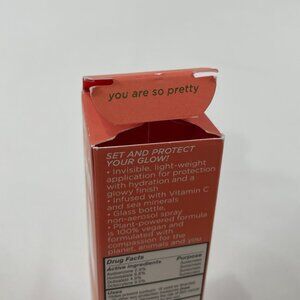 you are so pretty
SET AND PROTECT
YOUR GLOW!
• Invisible, light-weight
application for protection
with hydration and a
glowy finish
• Infused with Vitamin C
and sea minerals
• Glass bottle,
non-aerosol spray
• Plant-powered formula
is 100% vegan and
formulated with
compassion for the
planet, animals and you
Drug Facts
Active ingredients Purpose
Uses